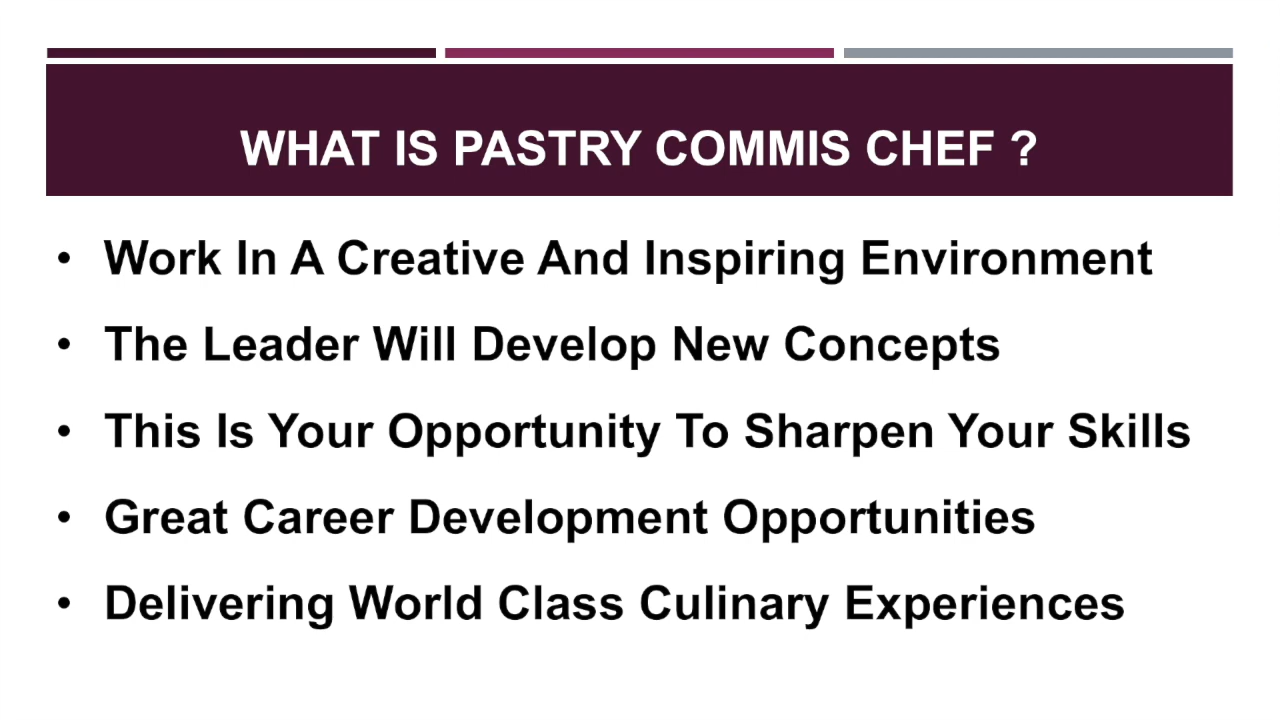 WHAT IS PASTRY COMMIS CHEF ?
• Work In A Creative And Inspiring Environment
• The Leader Will Develop New Concepts
• This Is Your Opportunity To Sharpen Your Skills
• Great Career Development Opportunities
• Delivering World Class Culinary Experiences